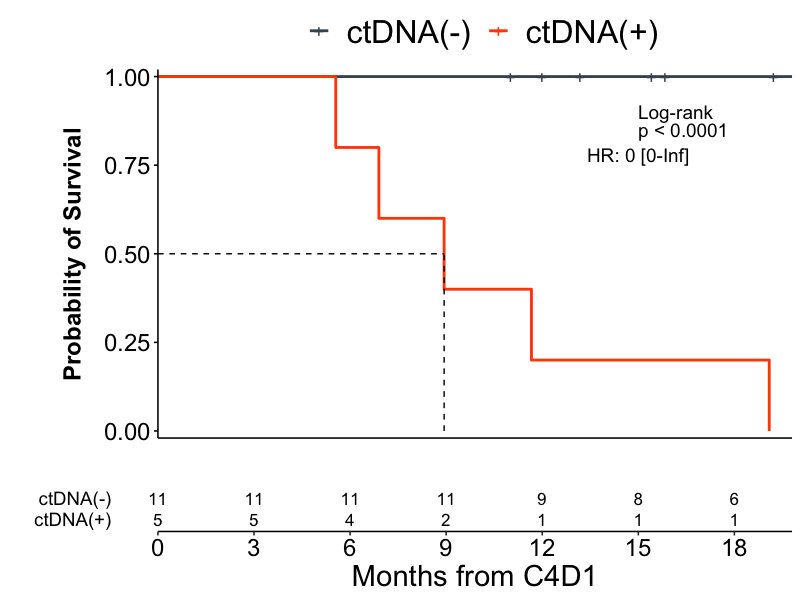 ctDNA(-) ctDNA(+)
1.00
Log-rank
p < 0.0001
HR: 0 [0-Inf]
0.75
0.50
0.25
0.00
Probability of Survival
ctDNA(-) 11 11 11 11 9 8 6
ctDNA(+) 5 5 4 2 1 1 1
0 3 6 9 12 15 18
Months from C4D1